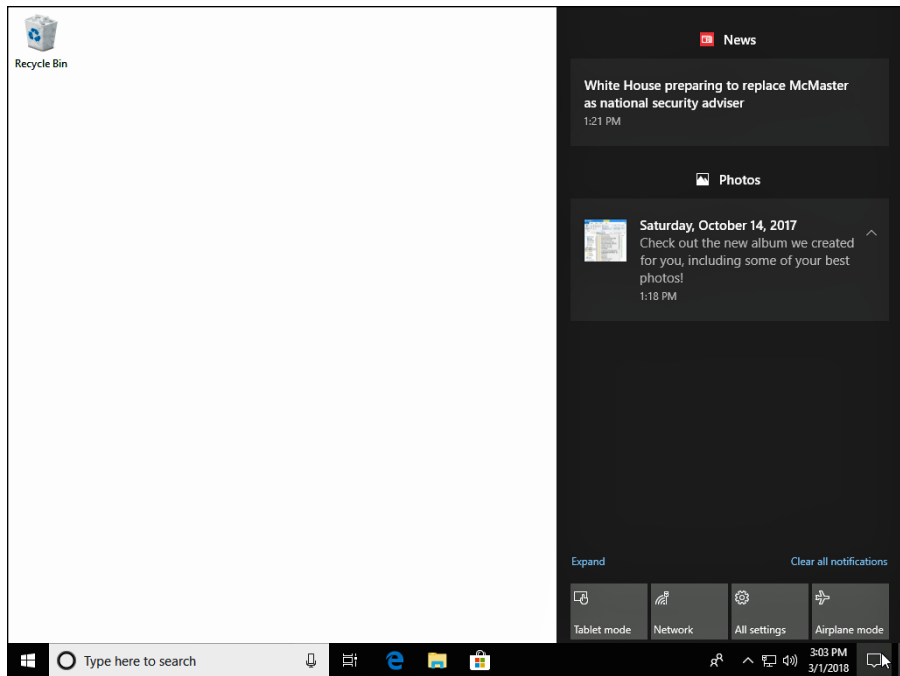 Recycle Bin
News
White House preparing to replace McMaster
as national security adviser
1:21 PM
Photos
Saturday, October 14, 2017
Check out the new album we created
for you, including some of your best
photos!
1:18 PM
Expand
Clear all notifications
Tablet mode
Network
All settings
Airplane mode
Type here to search
3:03 PM
3/1/2018